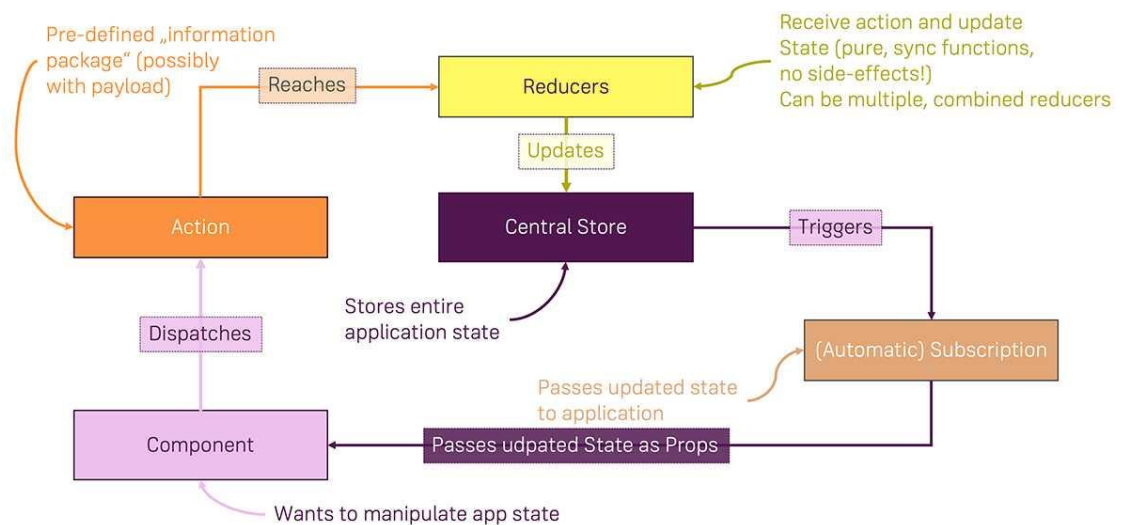 Pre-defined „information
package“ (possibly
with payload)
Reaches
Reducers
Receive action and update
State (pure, sync functions,
no side-effects!)
Can be multiple, combined reducers
Updates
Action
Central Store
Triggers
Stores entire
application state
Dispatches
(Automatic) Subscription
Passes updated state
to application
Component
Passes udpated State as Props
Wants to manipulate app state